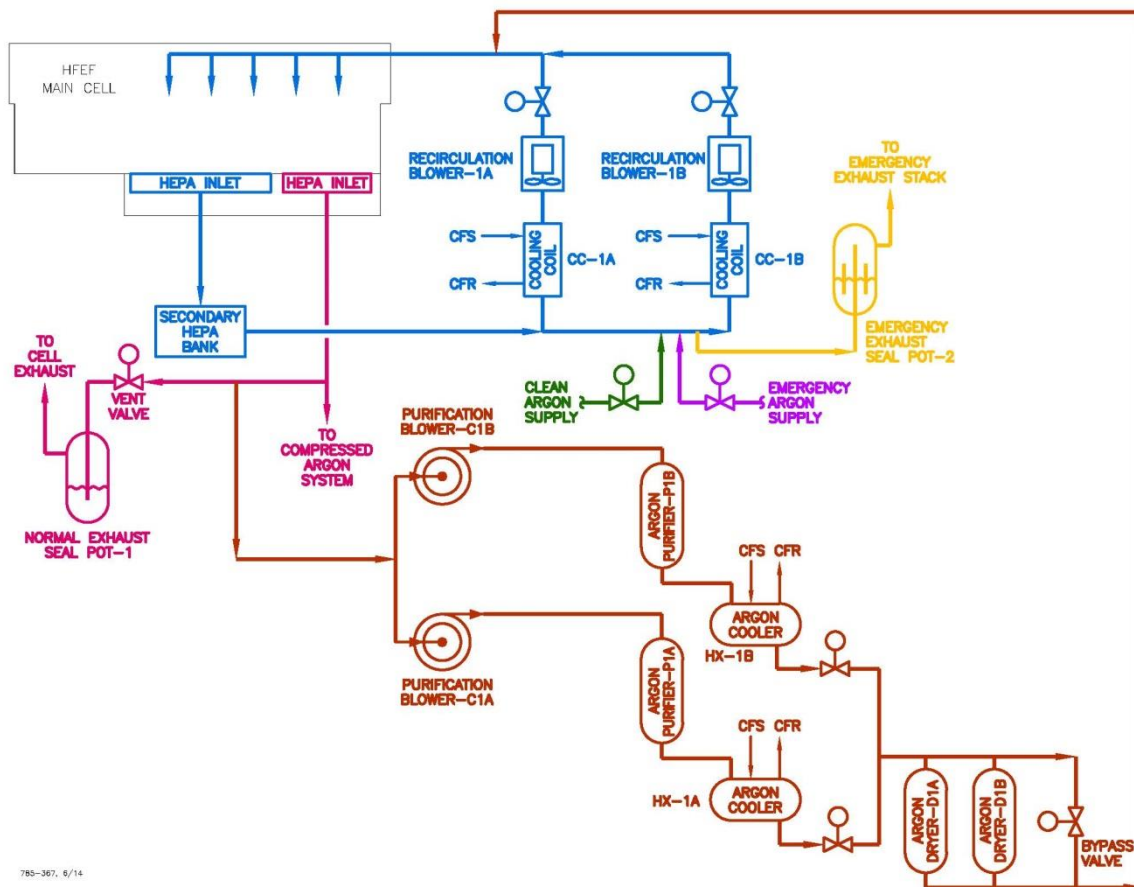 HFEF
MAIN CELL
HEPA INLET
HEPA INLET
RECIRCULATION
BLOWER-1A
RECIRCULATION
BLOWER-1B
TO
EMERGENCY
EXHAUST STACK
CFS
CFR
COOLING
COIL
CC-1A
CFS
CFR
COOLING
COIL
CC-1B
SECONDARY
HEPA
BANK
EMERGENCY
EXHAUST
SEAL POT-2
TO
CELL
EXHAUST
VENT
VALVE
CLEAN
ARGON
SUPPLY
EMERGENCY
ARGON
SUPPLY
TO
COMPRESSED
ARGON
SYSTEM
NORMAL EXHAUST
SEAL POT-1
PURIFICATION
BLOWER-C1B
ARGON
PURIFIER-P1B
CFS CFR
ARGON
COOLER
HX-1B
PURIFICATION
BLOWER-C1A
ARGON
PURIFIER-P1A
CFS CFR
ARGON
COOLER
HX-1A
ARGON
DRYER-D1A
ARGON
DRYER-D1B
BYPASS
VALVE
785-367, 6/14